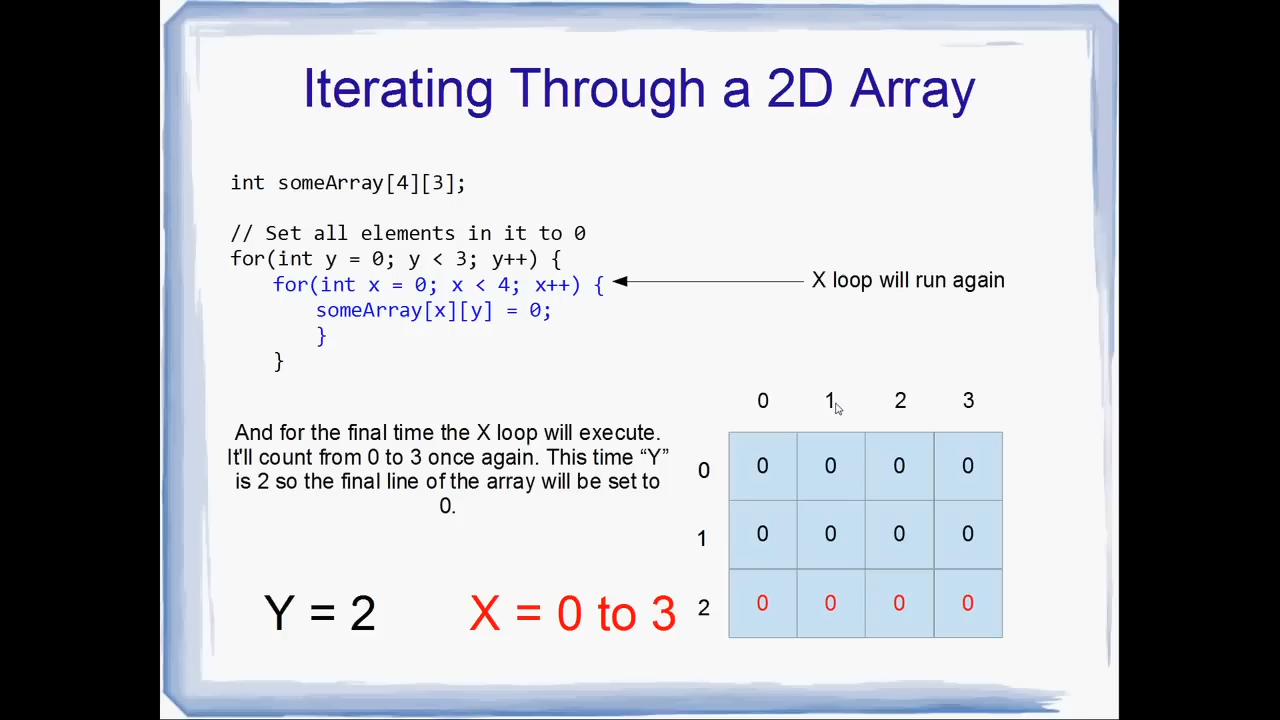 Iterating Through a 2D Array
int someArray[4][3];
// Set all elements in it to 0
for(int y = 0; y < 3; y++) {
for(int x = 0; x < 4; x++) {
X loop will run again
someArray[x][y] = 0;
}
}
And for the final time the X loop will execute.
It'll count from 0 to 3 once again. This time “Y”
is 2 so the final line of the array will be set to
0.
Y = 2
X = 0 to 3
0 1 2 3
0 0 0 0 0
1 0 0 0 0
2 0 0 0 0